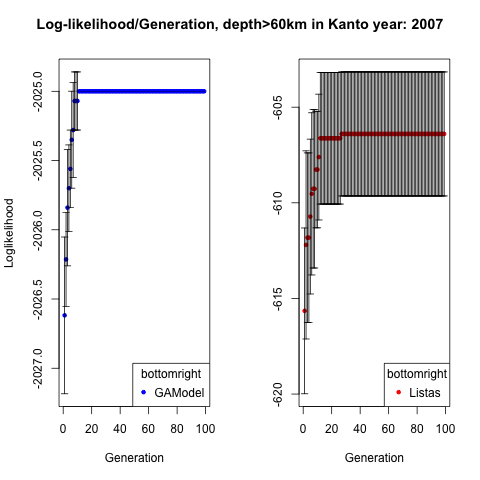 Log-likelihood/Generation, depth>60km in Kanto year: 2007
Loglikelihood
-2025.0
-2025.5
-2026.0
-2026.5
-2027.0
bottomright
GAModel
0 20 40 60 80 100
Generation
-605
-610
-615
-620
bottomright
Listas
0 20 40 60 80 100
Generation